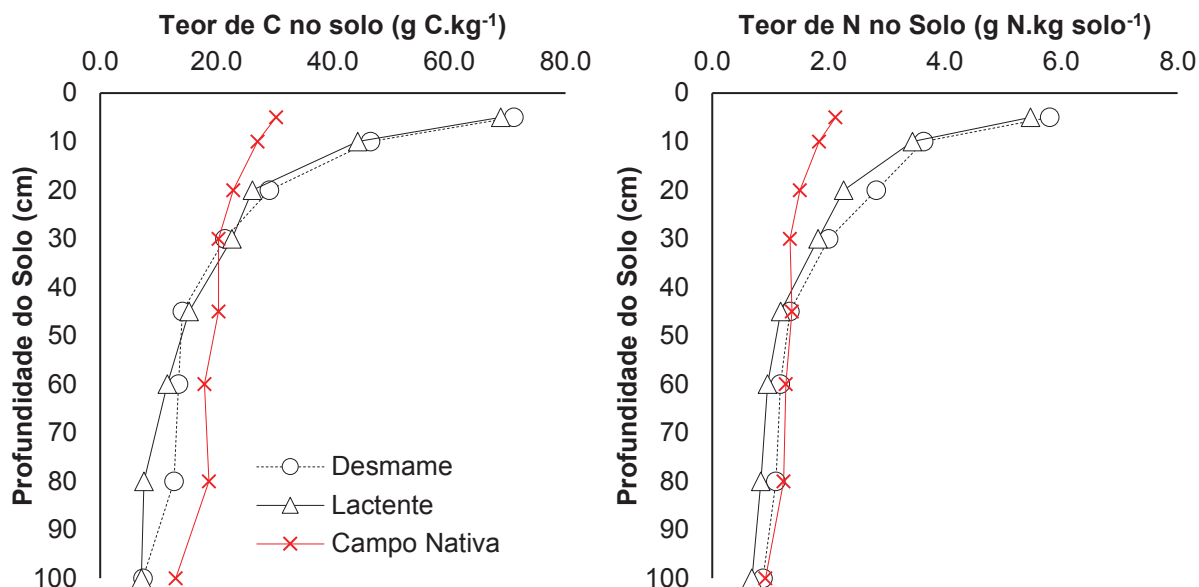 Teor de C no solo (g C.kg⁻¹)
0.0 20.0 40.0 60.0 80.0
0
10
20
30
40
50
60
70
80
90
100
Profundidade do Solo (cm)
Desmame
Lactente
Campo Nativa
Teor de N no Solo (g N.kg solo⁻¹)
0.0 2.0 4.0 6.0 8.0
0
10
20
30
40
50
60
70
80
90
100
Profundidade do Solo (cm)